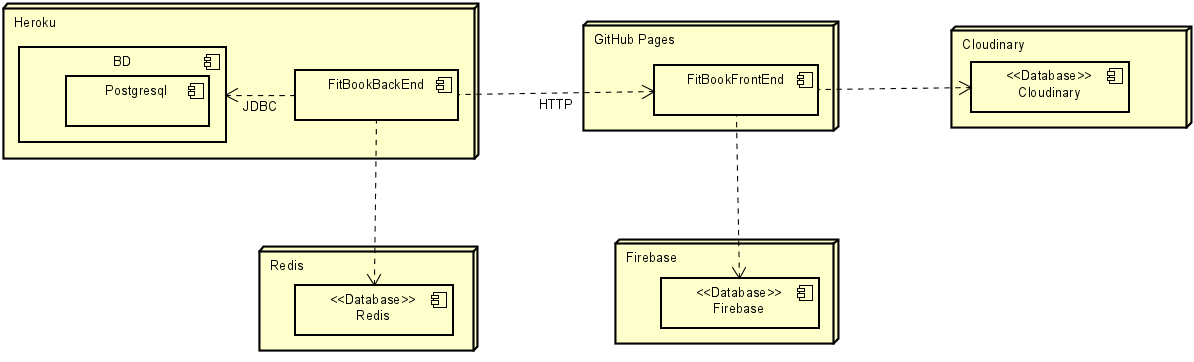 Heroku
BD
Postgresql
JDBC
FitBookBackEnd
HTTP
GitHub Pages
FitBookFrontEnd
Cloudinary
<<Database>>
Cloudinary
Redis
<<Database>>
Redis
Firebase
<<Database>>
Firebase